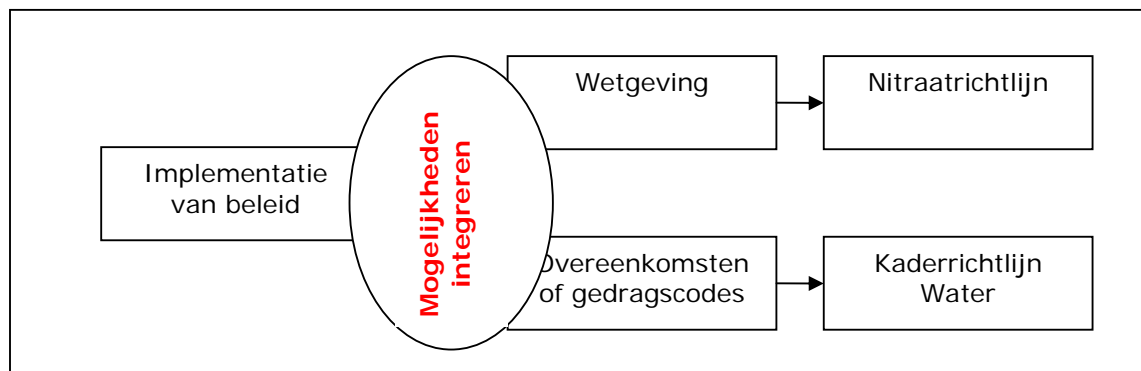 Implementatie
van beleid
Mogelijkheden
integreren
Wetgeving
Nitraatrichtlijn
Overeenkomsten
of gedragscodes
Kaderrichtlijn
Water